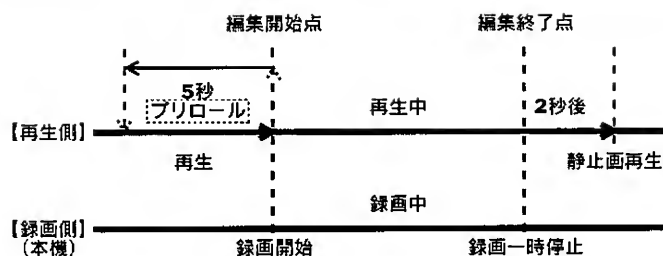 編集開始点
編集終了点
5秒
プリロール
再生中
2秒後
【再生側】
再生
静止画再生
録画中
【録画側】
(本機)
録画開始
録画一時停止